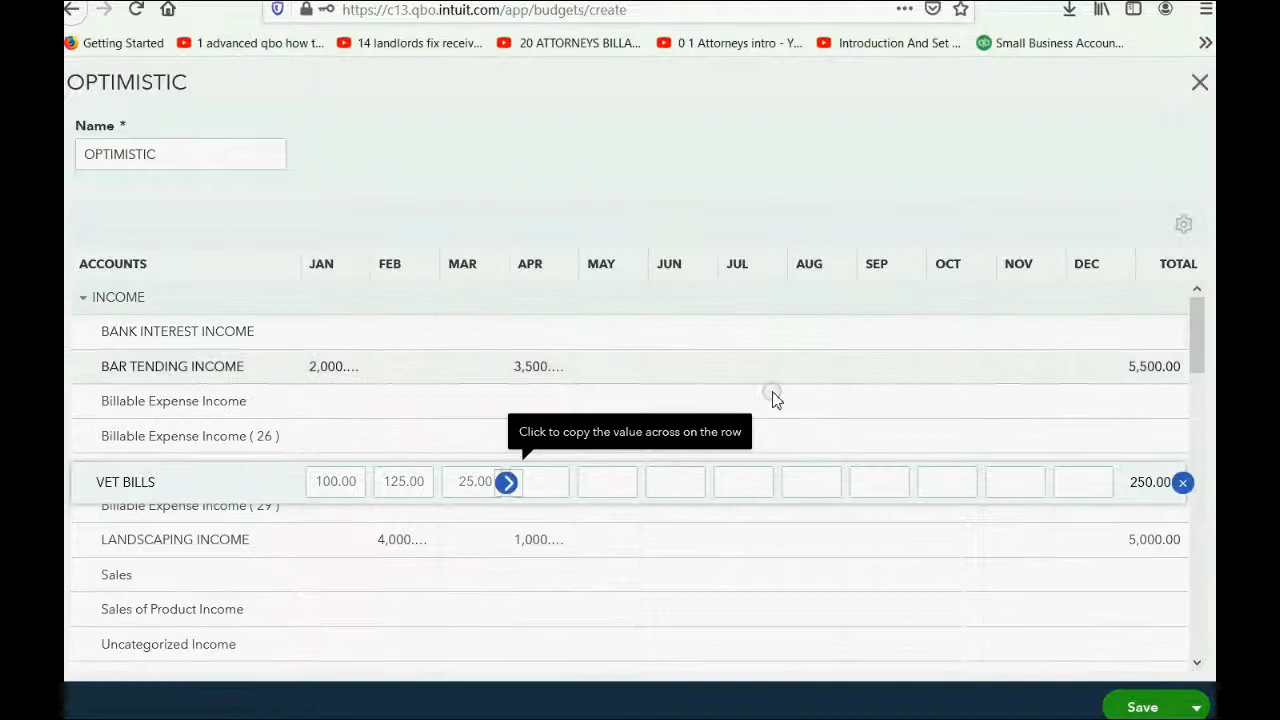 https://c13.qbo.intuit.com/app/budgets/create
Getting Started 1 advanced qbo how t... 14 landlords fix receiv... 20 ATTORNEYS BILLA... 0 1 Attorneys intro - Y... Introduction And Set ... Small Business Accoun...
OPTIMISTIC
Name *
OPTIMISTIC
ACCOUNTS JAN FEB MAR APR MAY JUN JUL AUG SEP OCT NOV DEC TOTAL
INCOME
BANK INTEREST INCOME
BAR TENDING INCOME 2,000.... 3,500.... 5,500.00
Billable Expense Income
Billable Expense Income ( 26 )
Click to copy the value across on the row
VET BILLS 100.00 125.00 25.00 250.00
Billable Expense Income ( 29 )
LANDSCAPING INCOME 4,000.... 1,000.... 5,000.00
Sales
Sales of Product Income
Uncategorized Income
Save